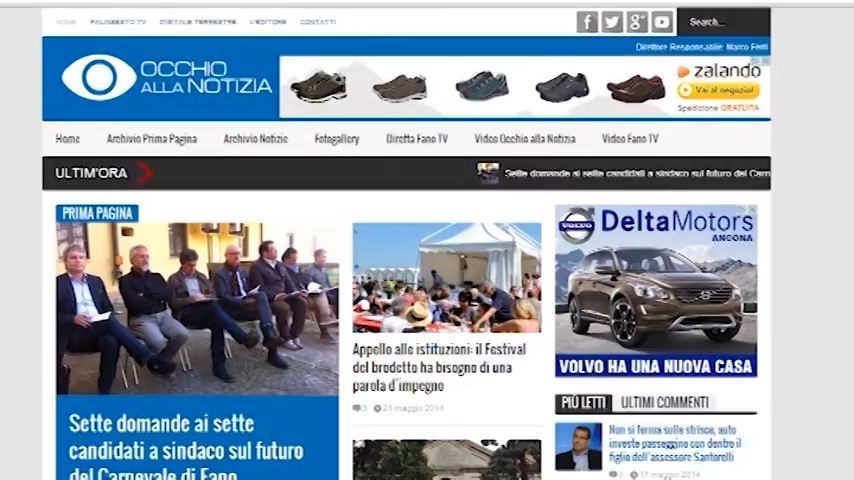 HOME PALINSESTO TV DIGITALE TERRESTRE L'EDITORE CONTATTI
Search...
Direttore Responsabile: Marco Ferri
OCCHIO
ALLA NOTIZIA
zalando
Vai al negozio!
Spedizione GRATUITA
Home Archivio Prima Pagina Archivio Notizie Fotogallery Diretta Fano TV Video Occhio alla Notizia Video Fano TV
ULTIM'ORA
Sette domande ai sette candidati a sindaco sul futuro del Carn
PRIMA PAGINA
Sette domande ai sette
candidati a sindaco sul futuro
del Carnevale di Fano
Appello alle istituzioni: il Festival
del brodetto ha bisogno di una
parola d'impegno
0 24 maggio 2014
VOLVO
DeltaMotors
ANCONA
VOLVO HA UNA NUOVA CASA
PIÙ LETTI ULTIMI COMMENTI
Non si ferma sulle strisce, auto
investe passeggino con dentro il
figlio dell'assessore Santorelli
0 17 maggio 2014